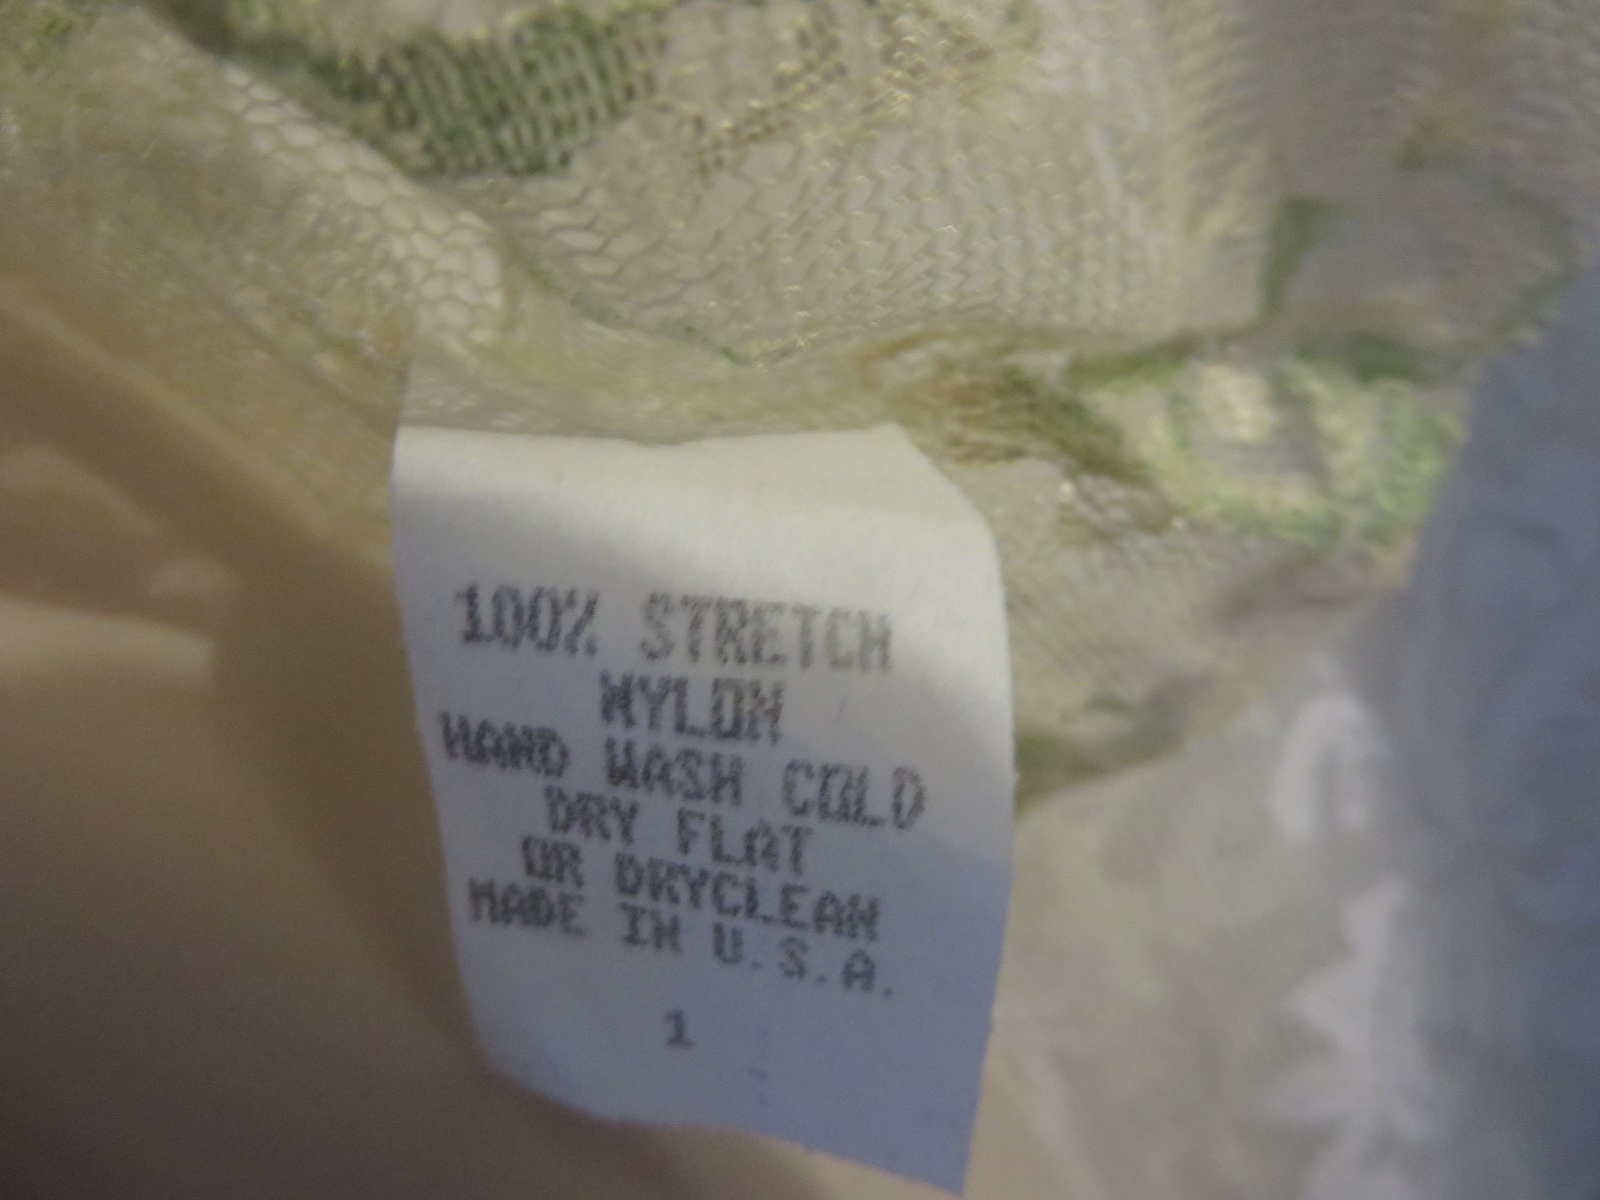 100% STRETCH
NYLON
HAND WASH COLD
DRY FLAT
OR DRYCLEAN
MADE IN U.S.A.
1